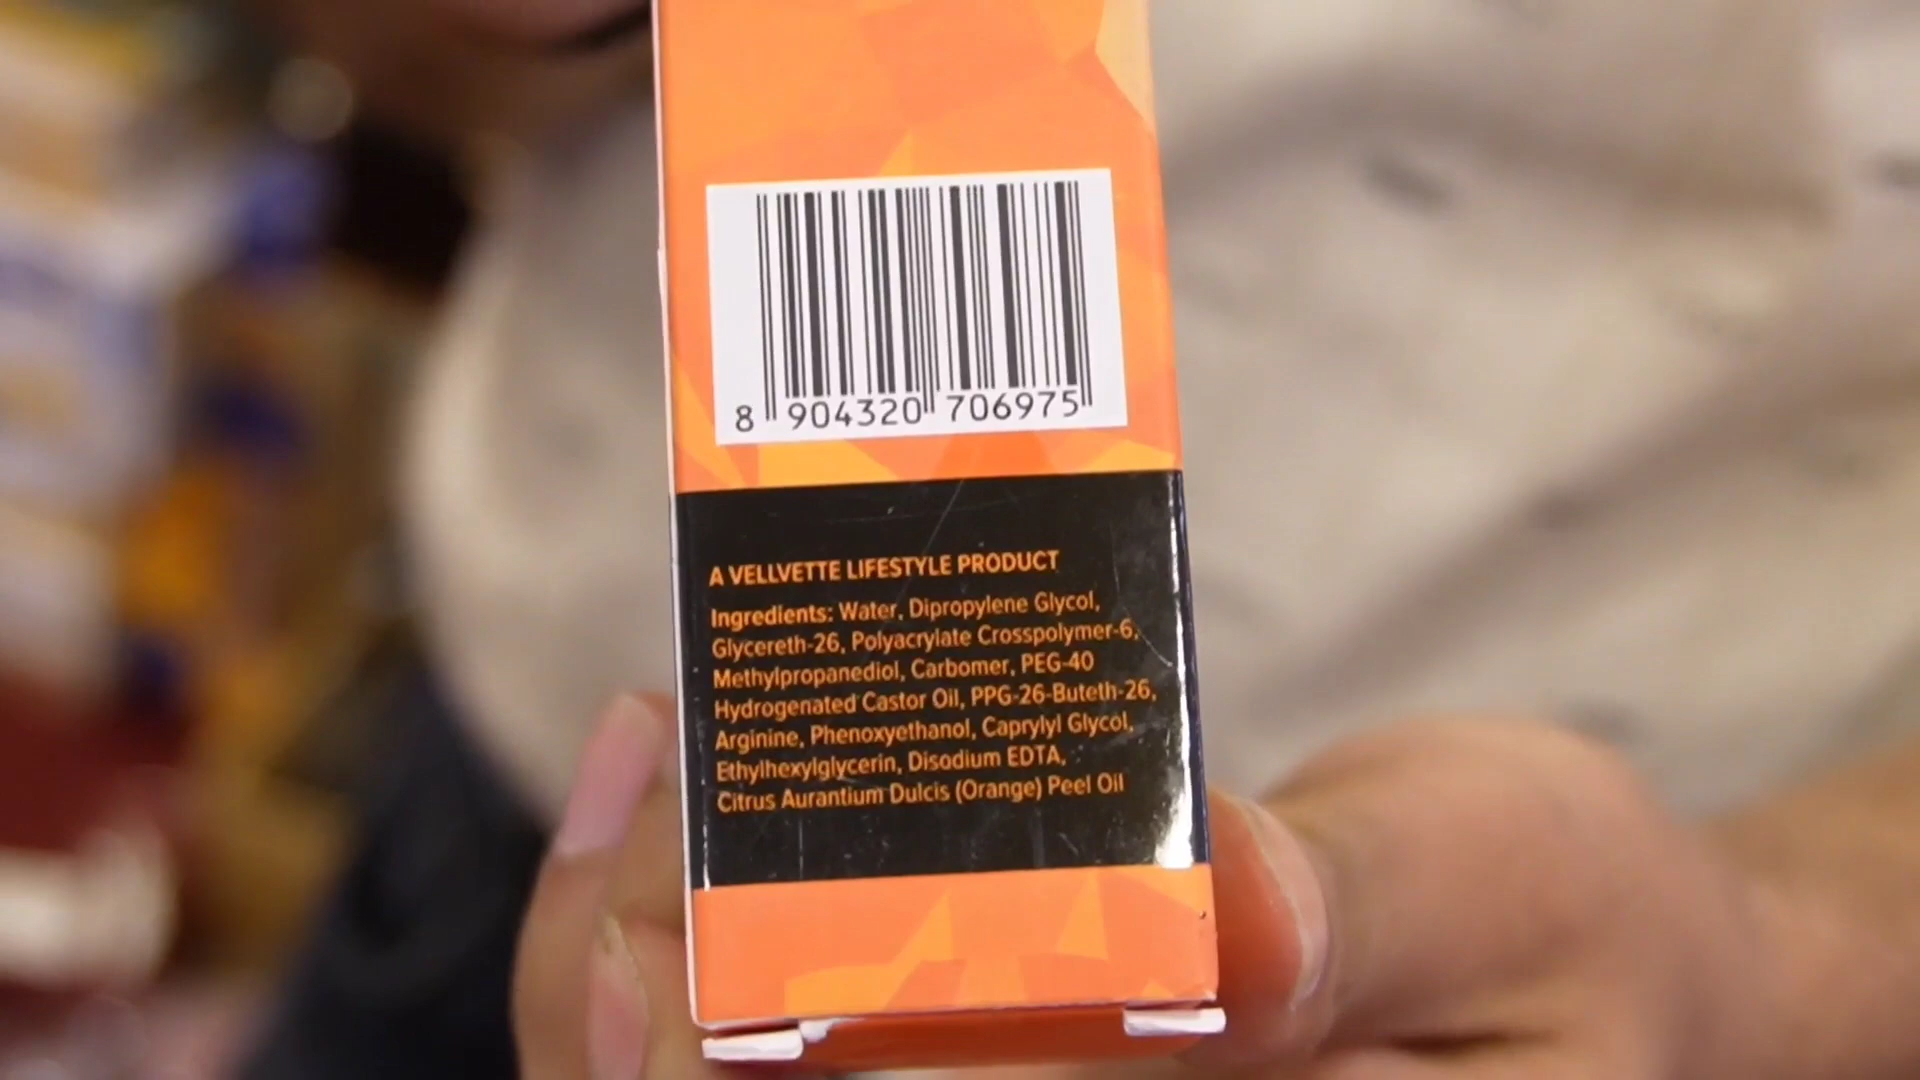 8 904320 706975
A VELLVETTE LIFESTYLE PRODUCT
Ingredients: Water, Dipropylene Glycol,
Glycereth-26, Polyacrylate Crosspolymer-6,
Methylpropanediol, Carbomer, PEG-40
Hydrogenated Castor Oil, PPG-26-Buteth-26,
Arginine, Phenoxyethanol, Caprylyl Glycol,
Ethylhexylglycerin, Disodium EDTA,
Citrus Aurantium Dulcis (Orange) Peel Oil